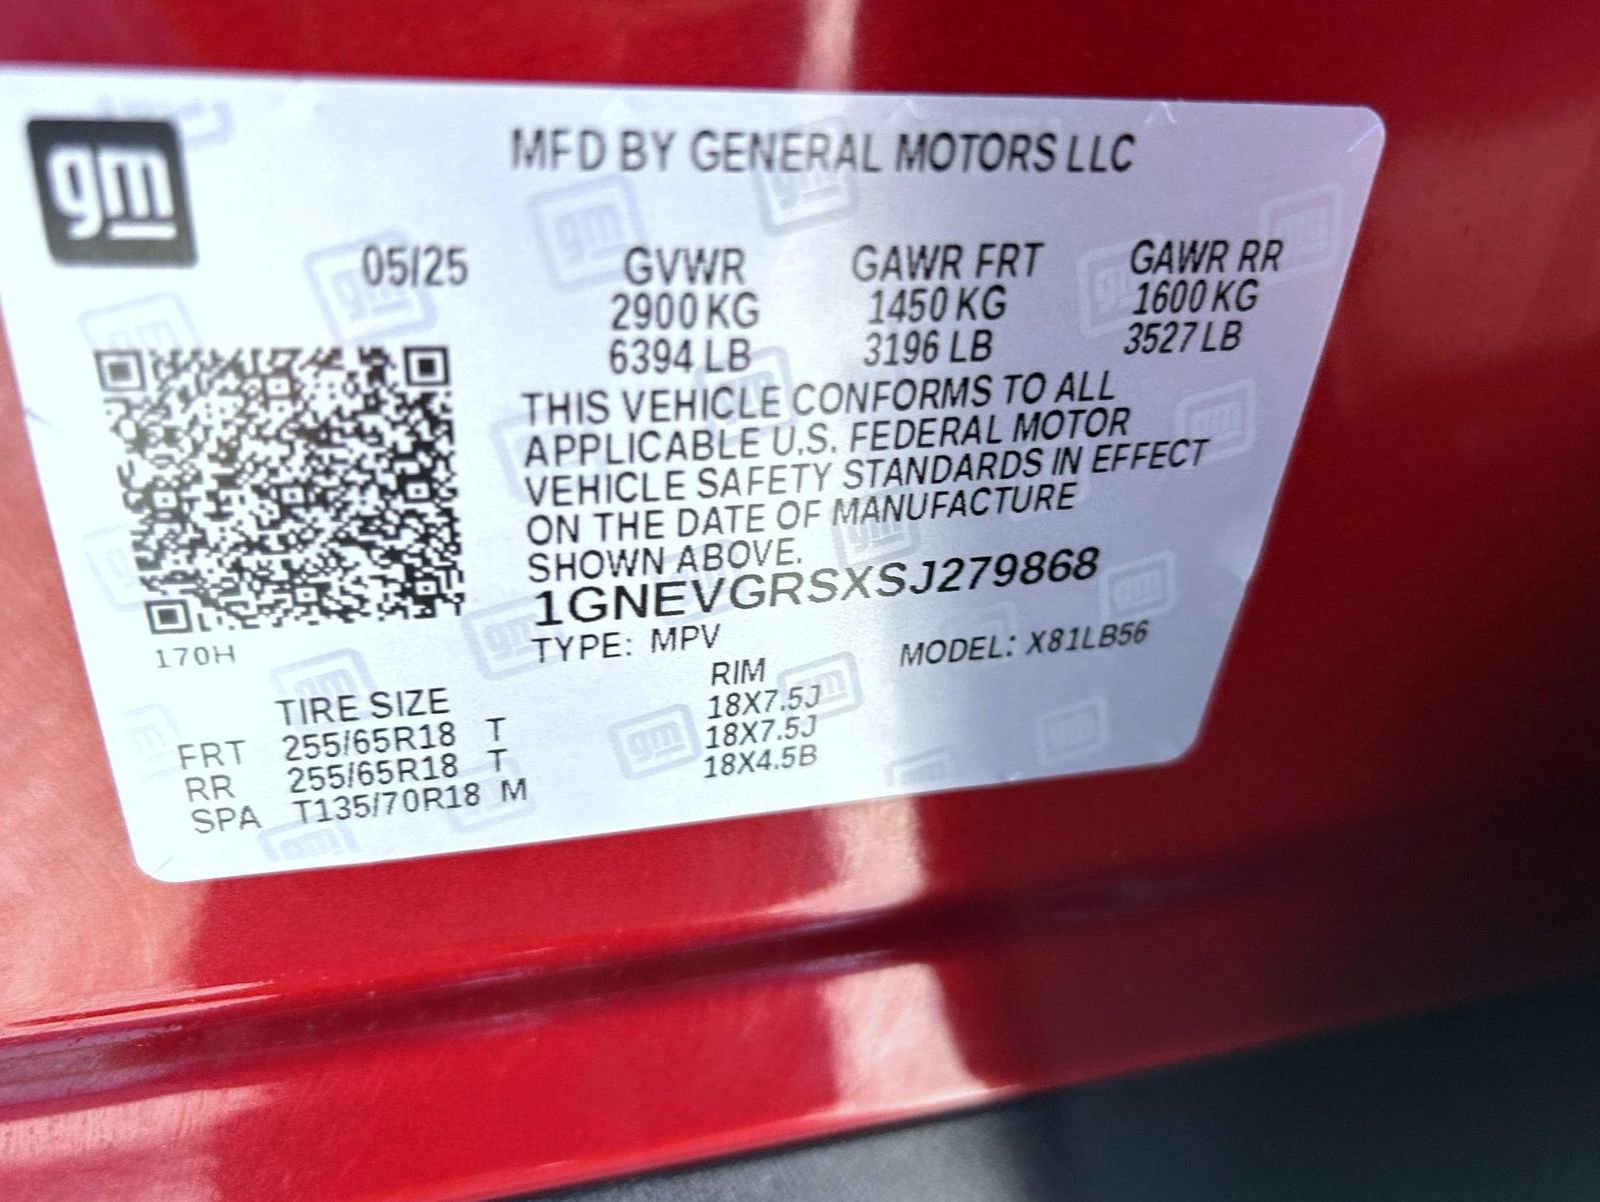 gm
MFD BY GENERAL MOTORS LLC
05/25 GVWR GAWR FRT GAWR RR
2900 KG 1450 KG 1600 KG
6394 LB 3196 LB 3527 LB
THIS VEHICLE CONFORMS TO ALL
APPLICABLE U.S. FEDERAL MOTOR
VEHICLE SAFETY STANDARDS IN EFFECT
ON THE DATE OF MANUFACTURE
SHOWN ABOVE.
1GNEVGRSXSJ279868
170H
TYPE: MPV MODEL: X81LB56
TIRE SIZE RIM
FRT 255/65R18 T 18X7.5J
RR 255/65R18 T 18X7.5J
SPA T135/70R18 M 18X4.5B